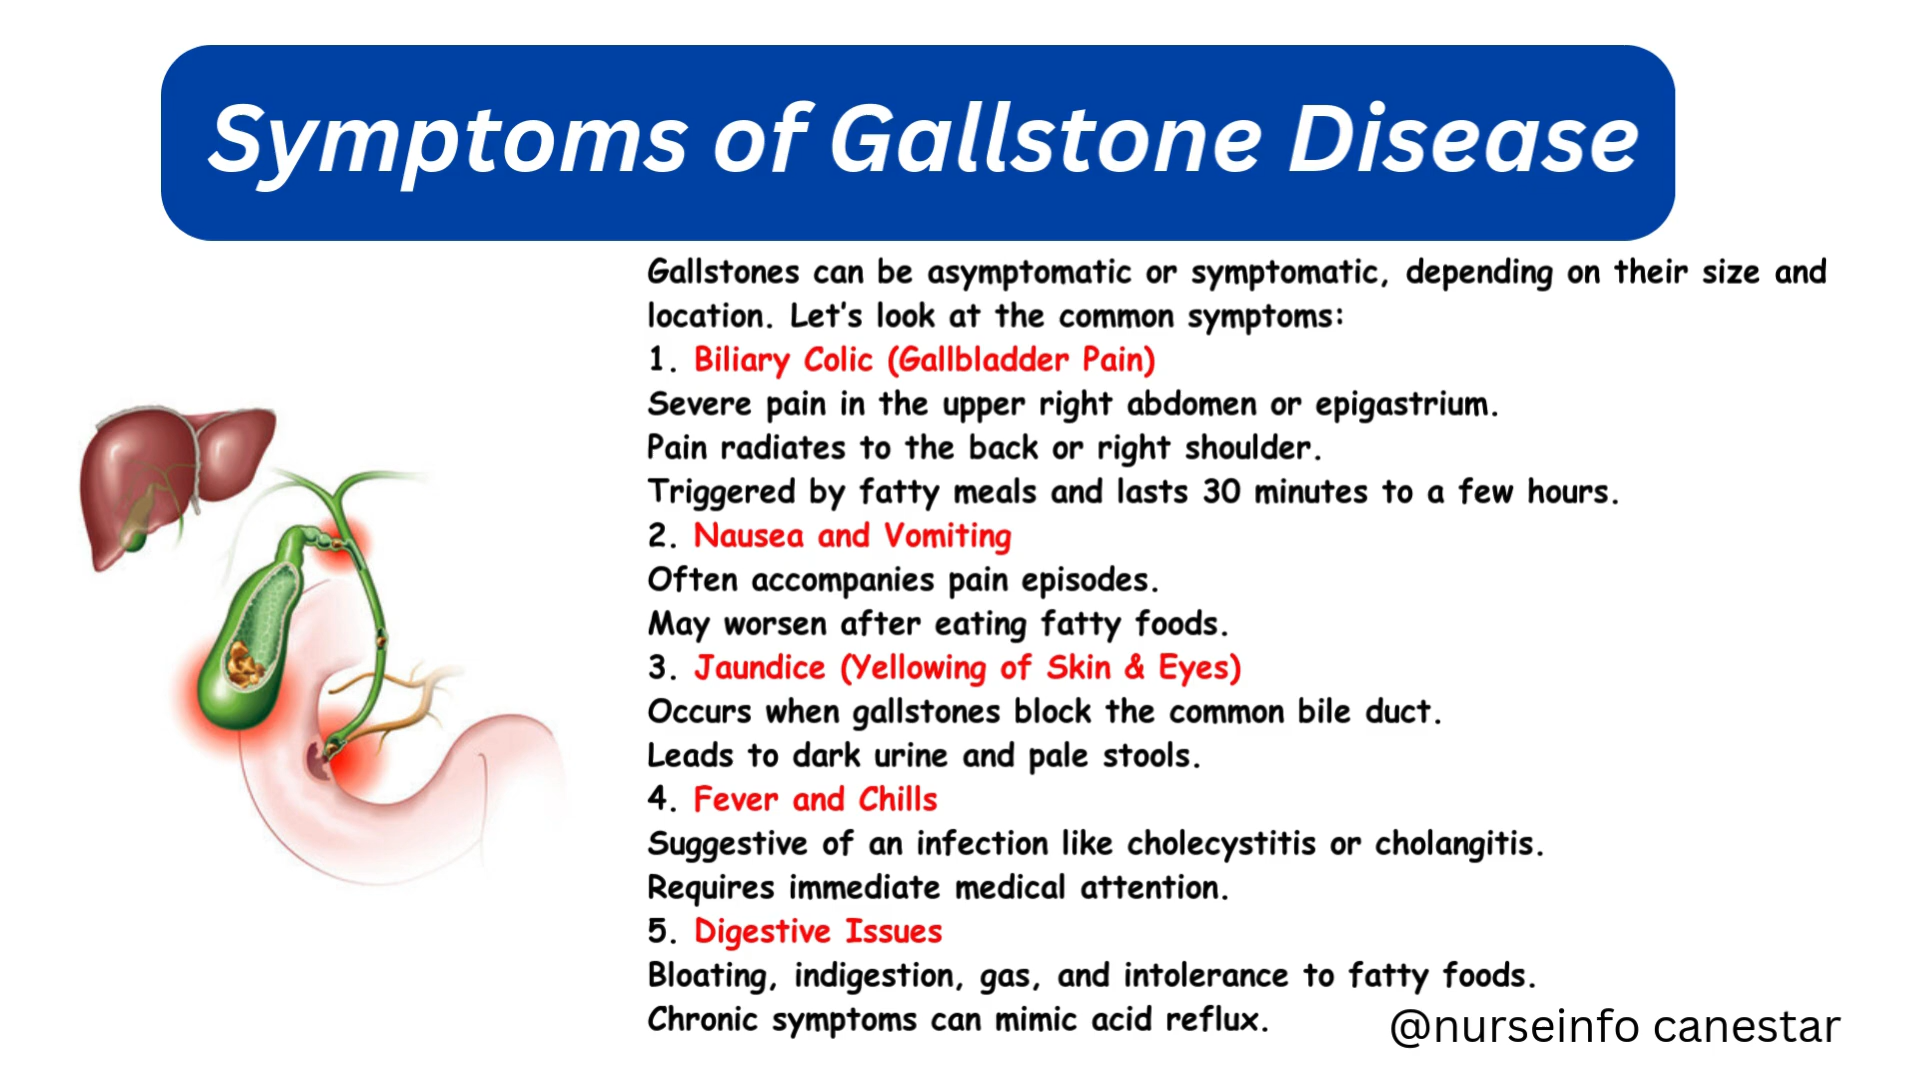 Symptoms of Gallstone Disease
Gallstones can be asymptomatic or symptomatic, depending on their size and
location. Let's look at the common symptoms:
1. Biliary Colic (Gallbladder Pain)
Severe pain in the upper right abdomen or epigastrium.
Pain radiates to the back or right shoulder.
Triggered by fatty meals and lasts 30 minutes to a few hours.
2. Nausea and Vomiting
Often accompanies pain episodes.
May worsen after eating fatty foods.
3. Jaundice (Yellowing of Skin & Eyes)
Occurs when gallstones block the common bile duct.
Leads to dark urine and pale stools.
4. Fever and Chills
Suggestive of an infection like cholecystitis or cholangitis.
Requires immediate medical attention.
5. Digestive Issues
Bloating, indigestion, gas, and intolerance to fatty foods.
Chronic symptoms can mimic acid reflux.
@nurseinfo canestar